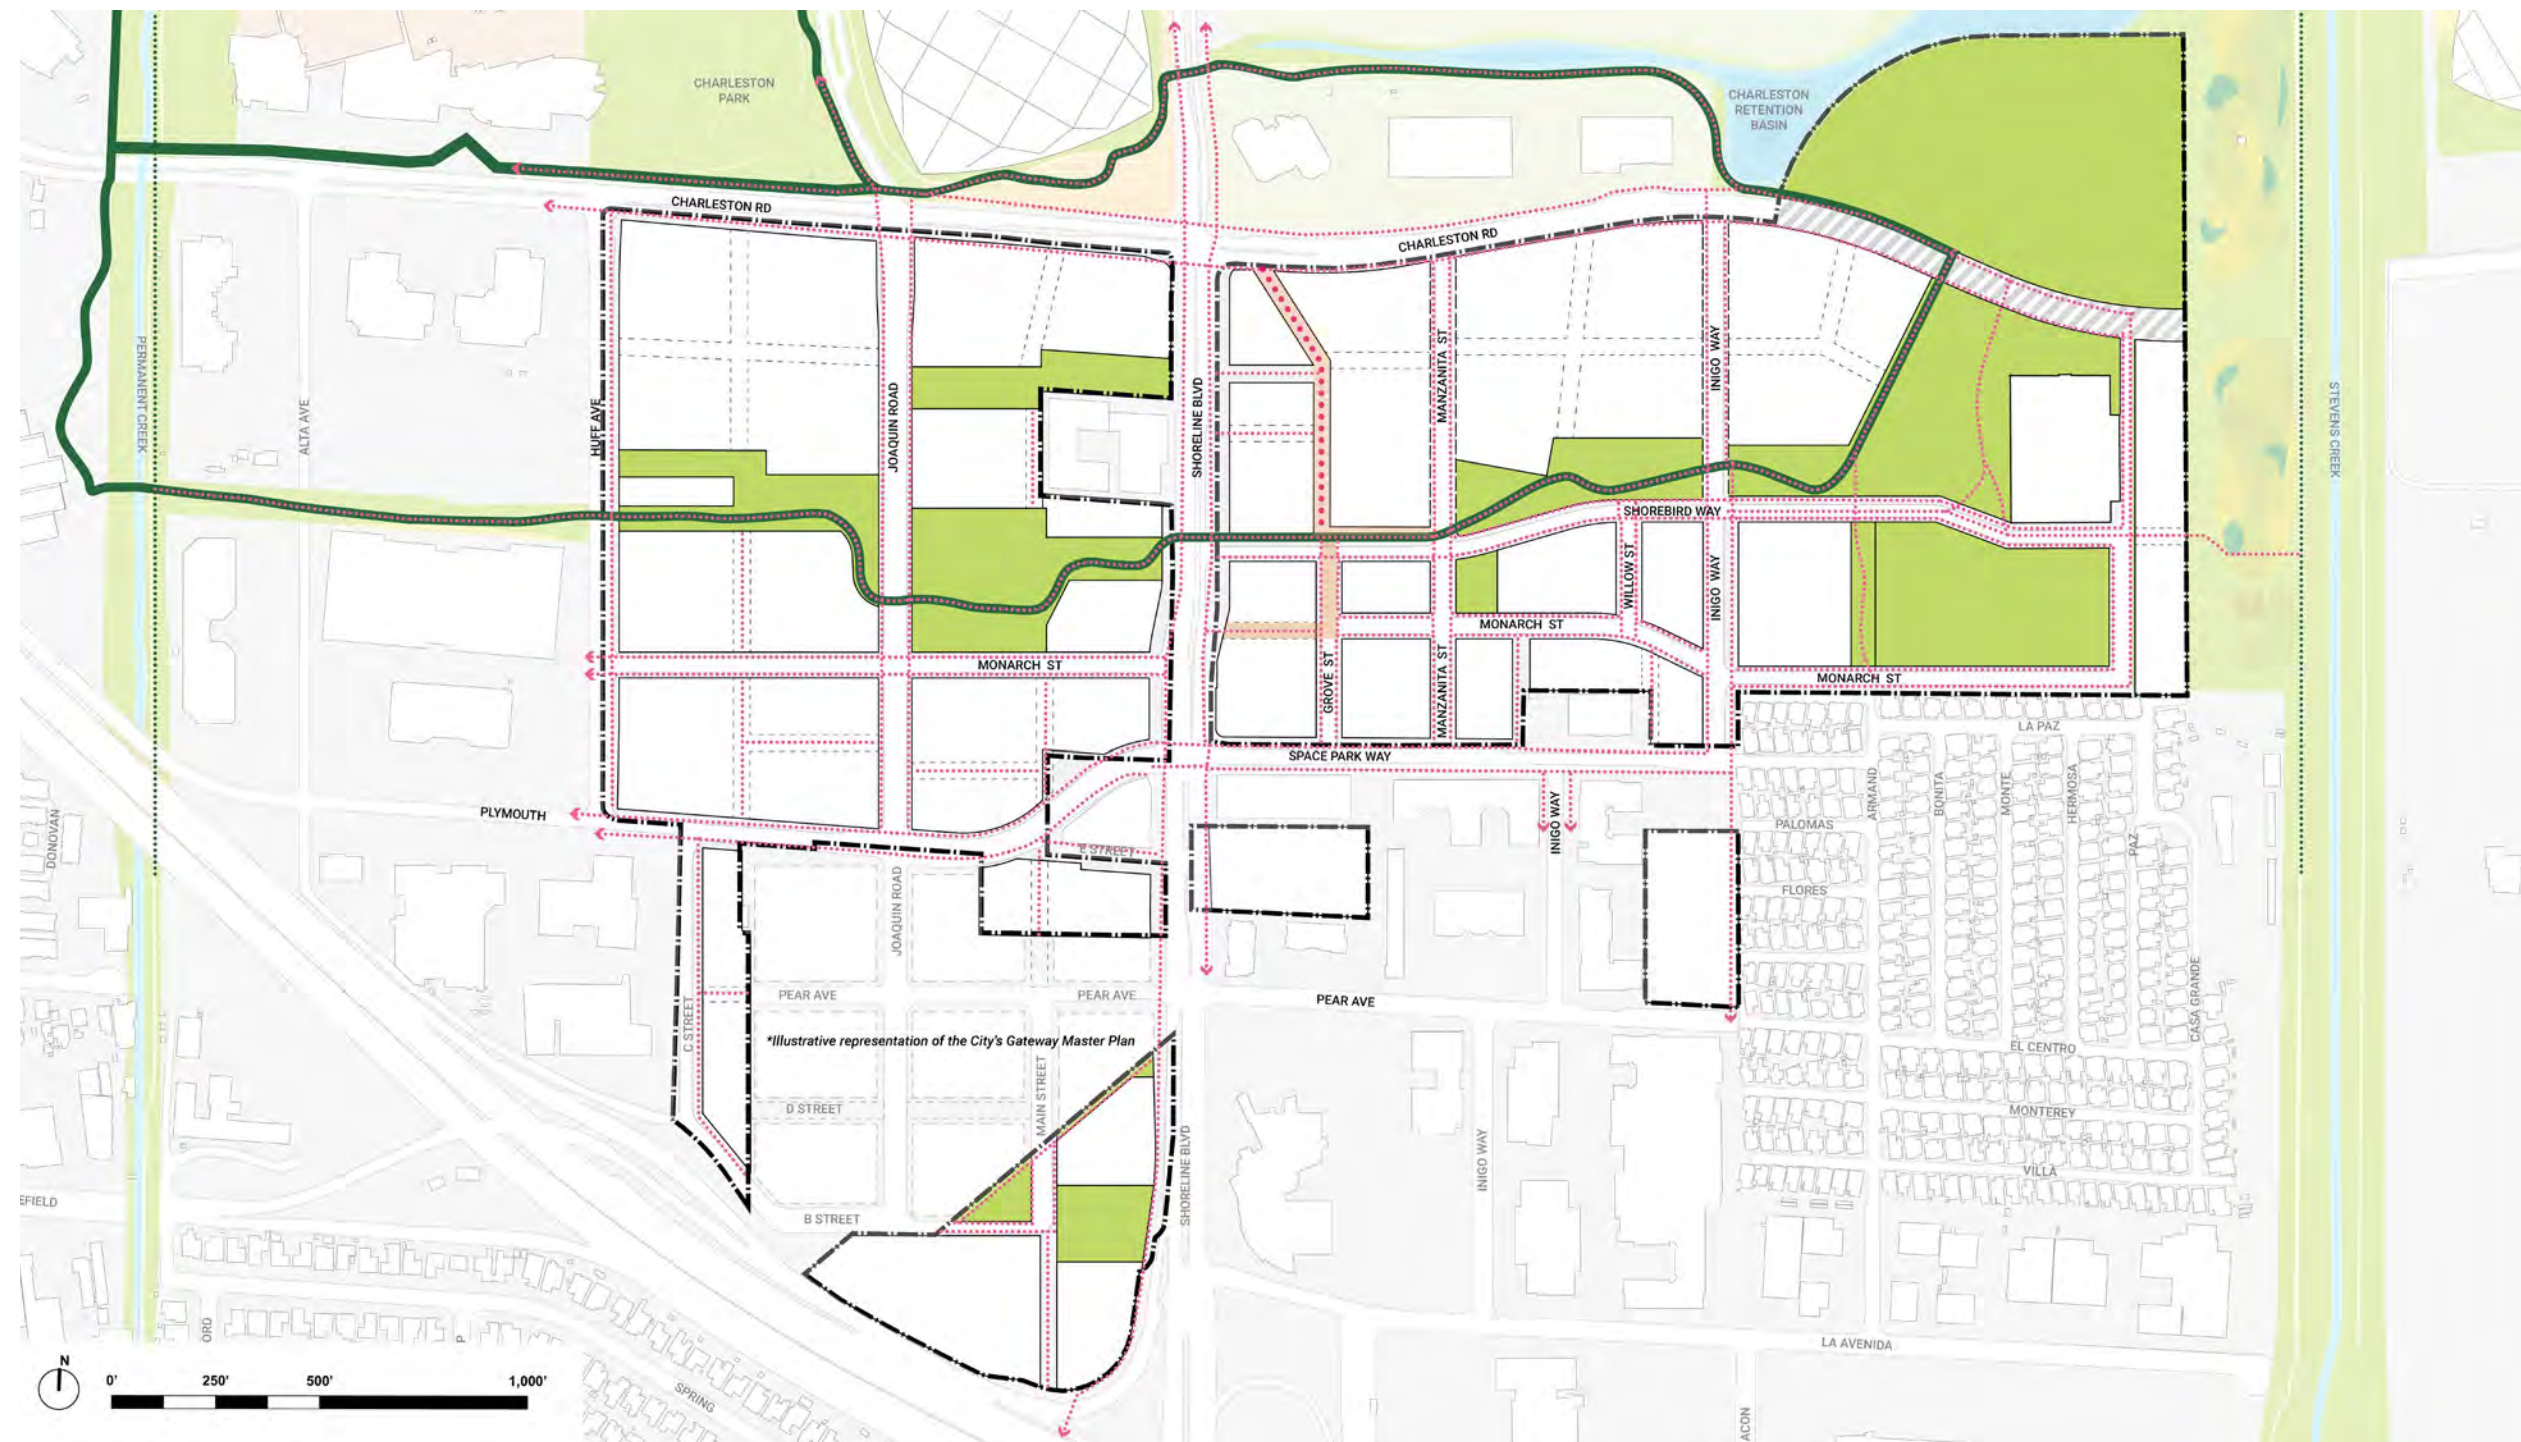 CHARLESTON
PARK
CHARLESTON
RETENTION
BASIN
CHARLESTON RD
CHARLESTON RD
PERMANENT CREEK
ALTA AVE
HUFF AVE
JOAQUIN ROAD
SHORELINE BLVD
MANZANITA ST
INIGO WAY
STEVENS CREEK
SHOREBIRD WAY
WILLOW ST
INIGO WAY
MONARCH ST
MONARCH ST
MONARCH ST
GROVE ST
MANZANITA ST
SPACE PARK WAY
LA PAZ
PLYMOUTH
DONOVAN
E STREET
INIGO WAY
ARMAND
BONITA
MONTE
HERMOSA
PALOMAS
PAZ
FLORES
JOAQUIN ROAD
PEAR AVE
PEAR AVE
PEAR AVE
C STREET
CASA GRANDE
*Illustrative representation of the City's Gateway Master Plan
EL CENTRO
MAIN STREET
D STREET
MONTEREY
SHORELINE BLVD
INIGO WAY
VILLA
EFIELD
B STREET
ORD
P
LA AVENIDA
SPRING
ACON
N
0' 250' 500' 1,000'